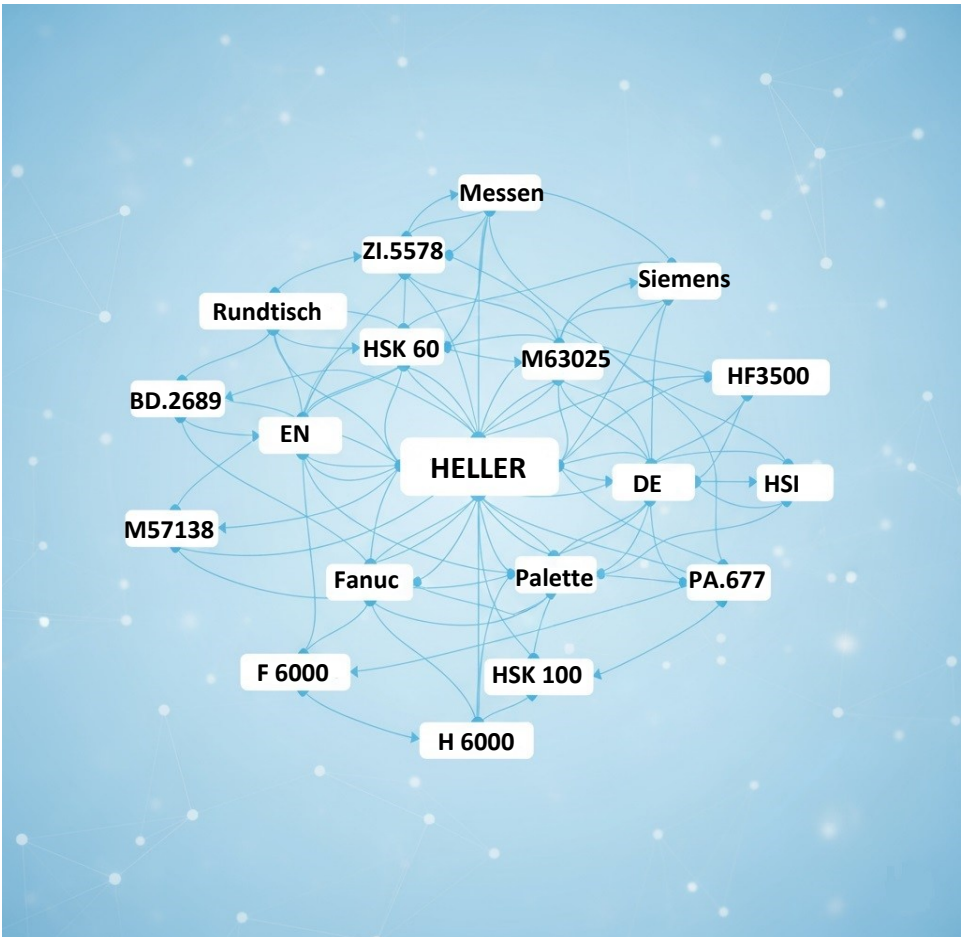 Messen
ZI.5578
Siemens
Rundtisch
HSK 60
M63025
HF3500
BD.2689
EN
HELLER
DE
HSI
M57138
Fanuc
Palette
PA.677
F 6000
HSK 100
H 6000